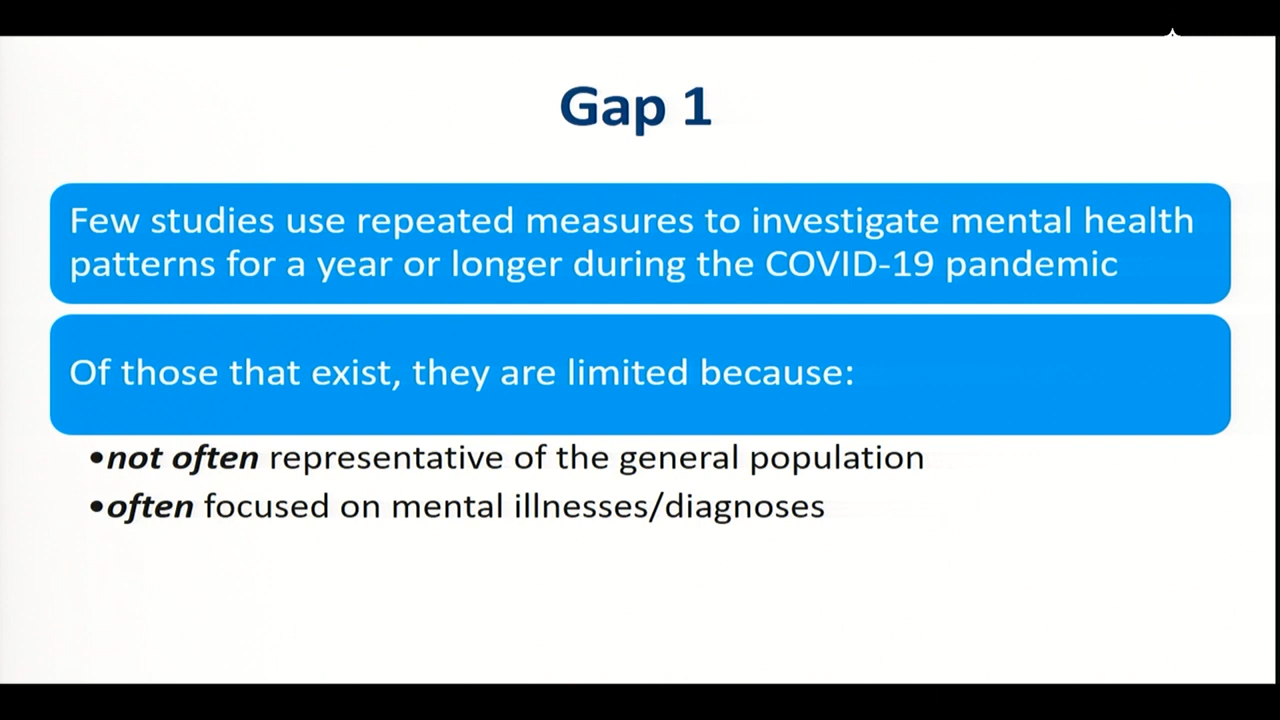 Gap 1
Few studies use repeated measures to investigate mental health
patterns for a year or longer during the COVID-19 pandemic
Of those that exist, they are limited because:
•not often representative of the general population
•often focused on mental illnesses/diagnoses